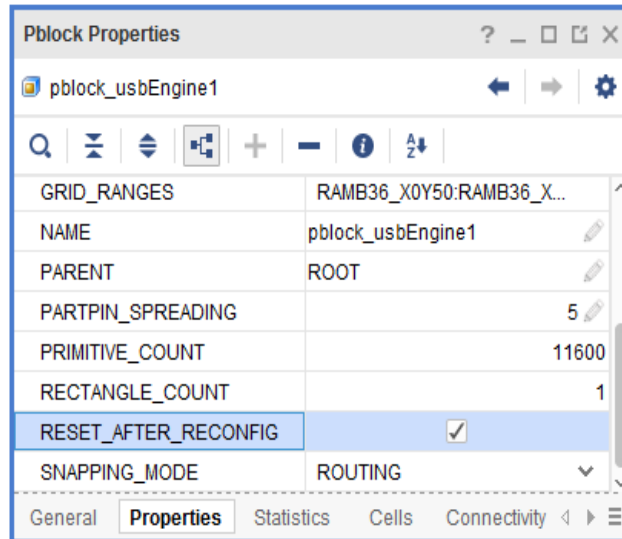 Pblock Properties
pblock_usbEngine1
GRID_RANGES RAMB36_X0Y50:RAMB36_X...
NAME pblock_usbEngine1
PARENT ROOT
PARTPIN_SPREADING 5
PRIMITIVE_COUNT 11600
RECTANGLE_COUNT 1
RESET_AFTER_RECONFIG
SNAPPING_MODE ROUTING
General Properties Statistics Cells Connectivity